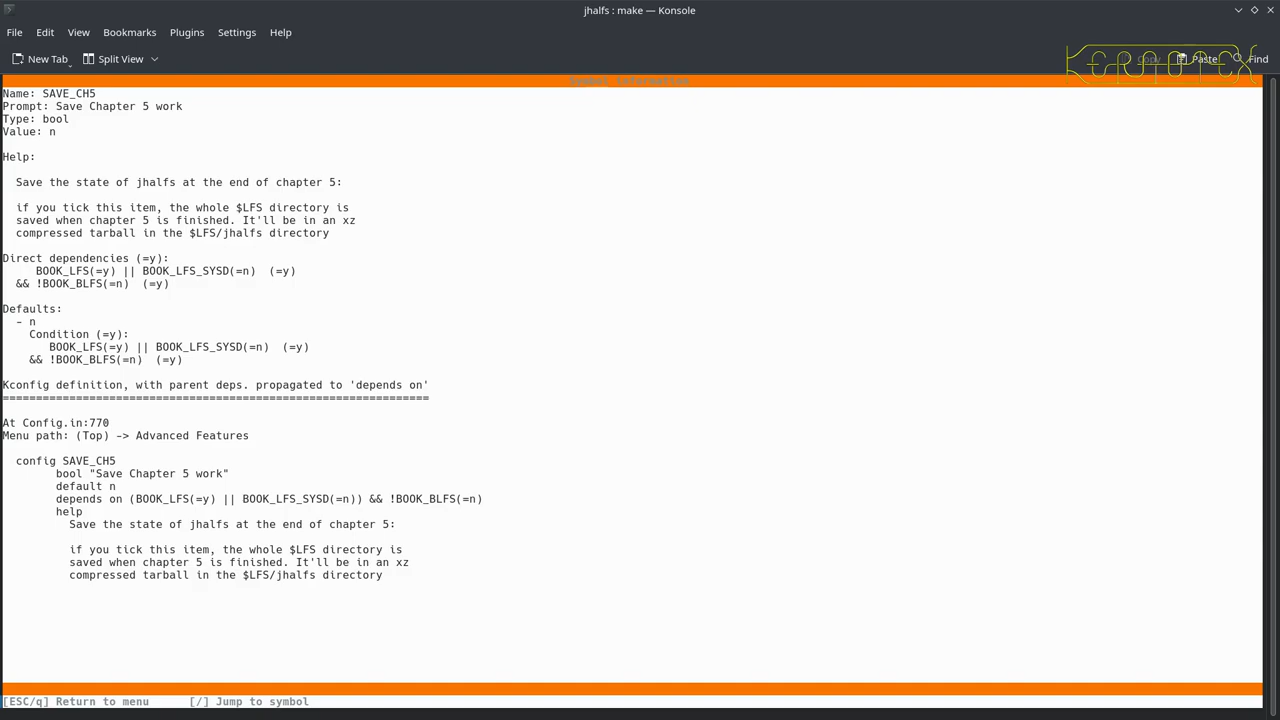 jhalfs : make — Konsole
File Edit View Bookmarks Plugins Settings Help
New Tab Split View Copy Paste Find
KERNOTEX
Symbol information
Name: SAVE_CH5
Prompt: Save Chapter 5 work
Type: bool
Value: n
Help:
Save the state of jhalfs at the end of chapter 5:
if you tick this item, the whole $LFS directory is
saved when chapter 5 is finished. It'll be in an xz
compressed tarball in the $LFS/jhalfs directory
Direct dependencies (=y):
BOOK_LFS(=y) || BOOK_LFS_SYSD(=n)  (=y)
&& !BOOK_BLFS(=n)  (=y)
Defaults:
- n
Condition (=y):
BOOK_LFS(=y) || BOOK_LFS_SYSD(=n)  (=y)
&& !BOOK_BLFS(=n)  (=y)
Kconfig definition, with parent deps. propagated to 'depends on'
================================================================
At Config.in:770
Menu path: (Top) -> Advanced Features
config SAVE_CH5
bool "Save Chapter 5 work"
default n
depends on (BOOK_LFS(=y) || BOOK_LFS_SYSD(=n)) && !BOOK_BLFS(=n)
help
Save the state of jhalfs at the end of chapter 5:
if you tick this item, the whole $LFS directory is
saved when chapter 5 is finished. It'll be in an xz
compressed tarball in the $LFS/jhalfs directory
[ESC/q] Return to menu [/] Jump to symbol